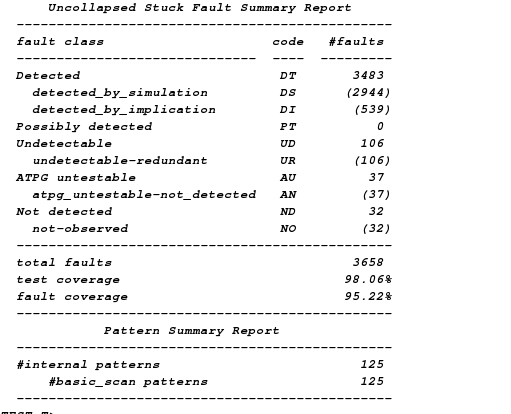 Uncollapsed Stuck Fault Summary Report
-----------------------------------------------
fault class code #faults
------------------------------ ---- ---------
Detected DT 3483
detected_by_simulation DS (2944)
detected_by_implication DI (539)
Possibly detected PT 0
Undetectable UD 106
undetectable-redundant UR (106)
ATPG untestable AU 37
atpg_untestable-not_detected AN (37)
Not detected ND 32
not-observed NO (32)
-----------------------------------------------
total faults 3658
test coverage 98.06%
fault coverage 95.22%
-----------------------------------------------
Pattern Summary Report
-----------------------------------------------
#internal patterns 125
#basic_scan patterns 125
-----------------------------------------------